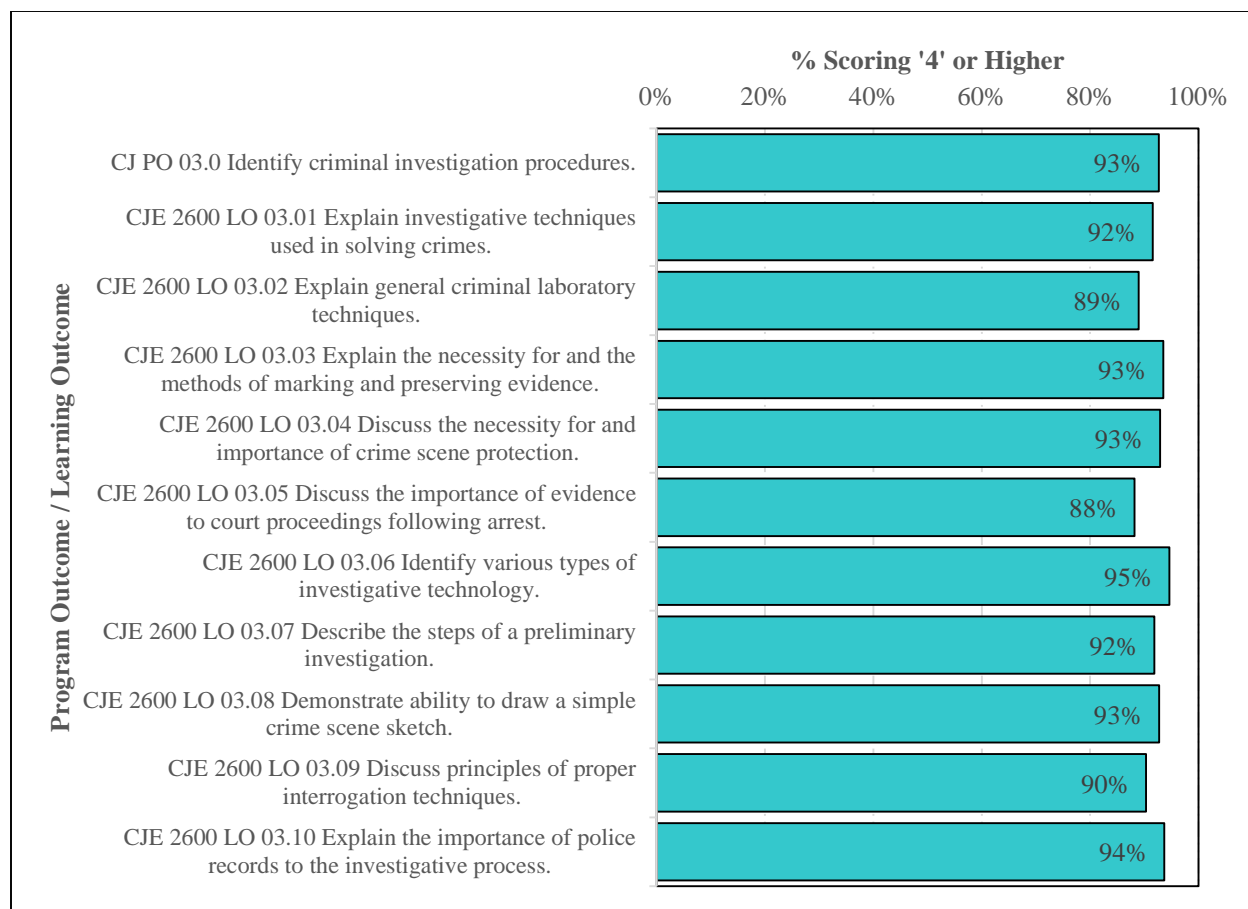 % Scoring '4' or Higher
0% 20% 40% 60% 80% 100%
Program Outcome / Learning Outcome
CJ PO 03.0 Identify criminal investigation procedures.
93%
CJE 2600 LO 03.01 Explain investigative techniques
used in solving crimes.
92%
CJE 2600 LO 03.02 Explain general criminal laboratory
techniques.
89%
CJE 2600 LO 03.03 Explain the necessity for and the
methods of marking and preserving evidence.
93%
CJE 2600 LO 03.04 Discuss the necessity for and
importance of crime scene protection.
93%
CJE 2600 LO 03.05 Discuss the importance of evidence
to court proceedings following arrest.
88%
CJE 2600 LO 03.06 Identify various types of
investigative technology.
95%
CJE 2600 LO 03.07 Describe the steps of a preliminary
investigation.
92%
CJE 2600 LO 03.08 Demonstrate ability to draw a simple
crime scene sketch.
93%
CJE 2600 LO 03.09 Discuss principles of proper
interrogation techniques.
90%
CJE 2600 LO 03.10 Explain the importance of police
records to the investigative process.
94%